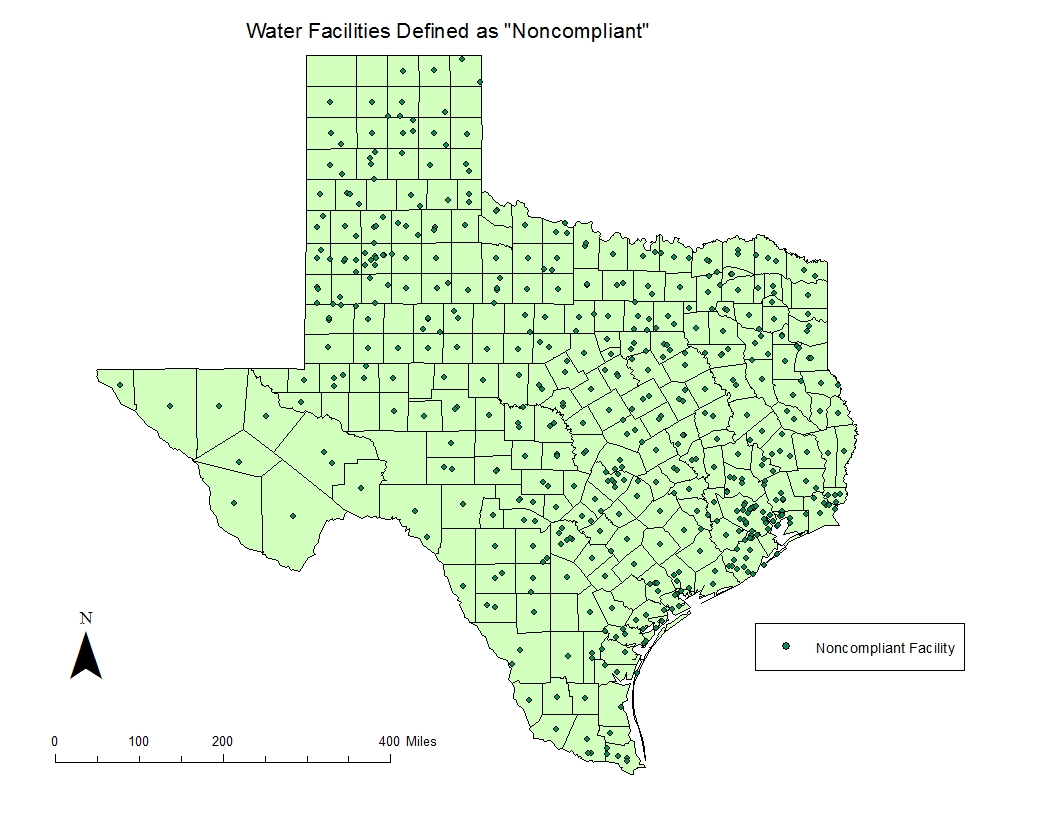 Water Facilities Defined as "Noncompliant"
N
Noncompliant Facility
0 100 200 400 Miles